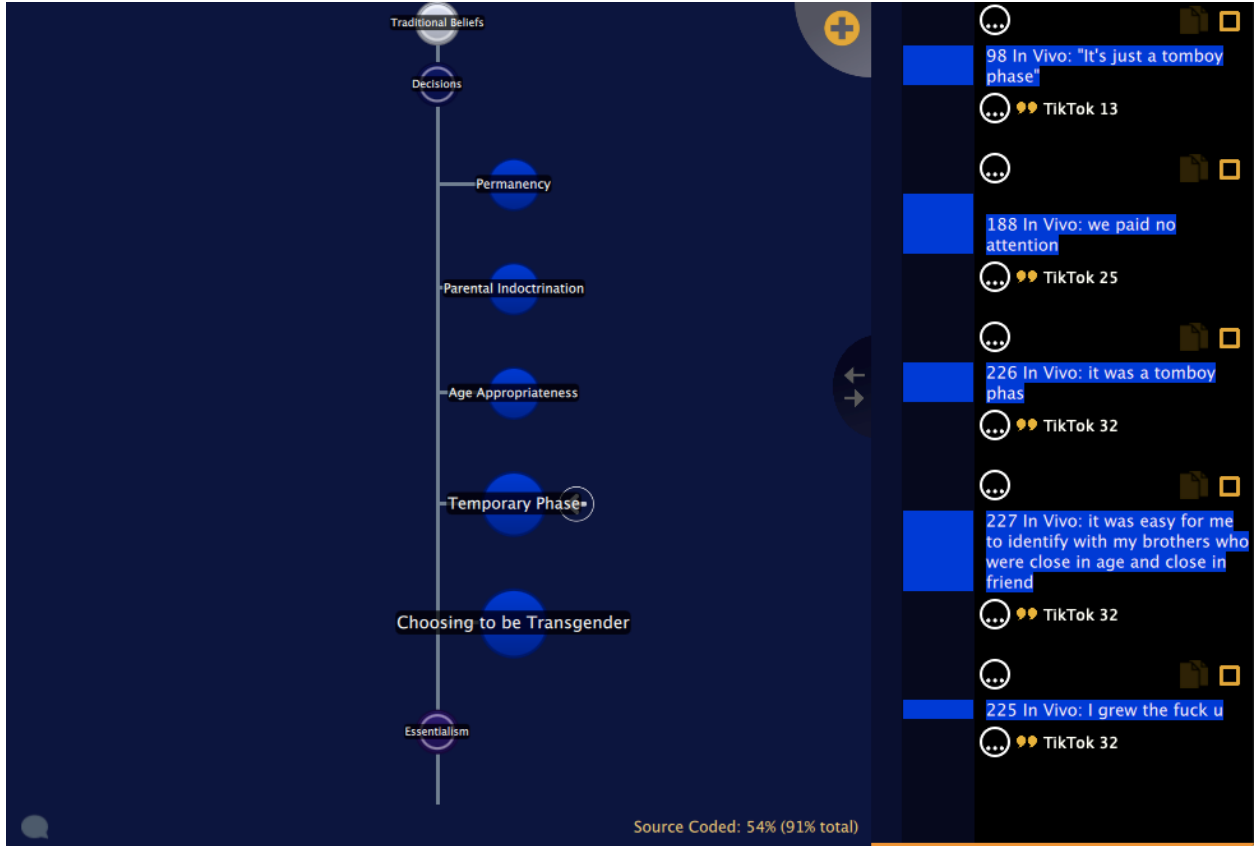 Traditional Beliefs
Decisions
Permanency
Parental Indoctrination
Age Appropriateness
Temporary Phase
Choosing to be Transgender
Essentialism
Source Coded: 54% (91% total)
98 In Vivo: "It's just a tomboy
phase"
TikTok 13
188 In Vivo: we paid no
attention
TikTok 25
226 In Vivo: it was a tomboy
phas
TikTok 32
227 In Vivo: it was easy for me
to identify with my brothers who
were close in age and close in
friend
TikTok 32
225 In Vivo: I grew the fuck u
TikTok 32